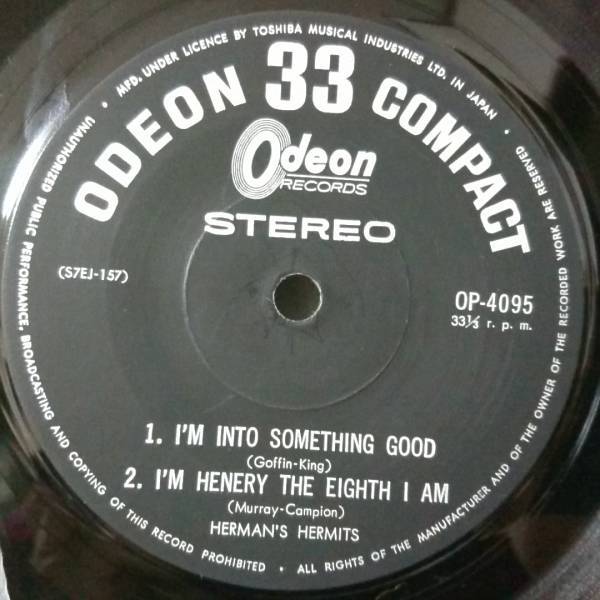 MFD. UNDER LICENCE BY TOSHIBA MUSICAL INDUSTRIES LTD. IN JAPAN •
ODEON 33 COMPACT
Odeon
RECORDS
STEREO
(S7EJ-157)
OP-4095
33⅓ r. p. m.
1. I'M INTO SOMETHING GOOD
(Goffin-King)
2. I'M HENERY THE EIGHTH I AM
(Murray-Campion)
HERMAN'S HERMITS
ALL RIGHTS OF THE MANUFACTURER AND OF THE OWNER OF THE RECORDED WORK ARE RESERVED •
UNAUTHORIZED PUBLIC PERFORMANCE, BROADCASTING AND COPYING OF THIS RECORD PROHIBITED •